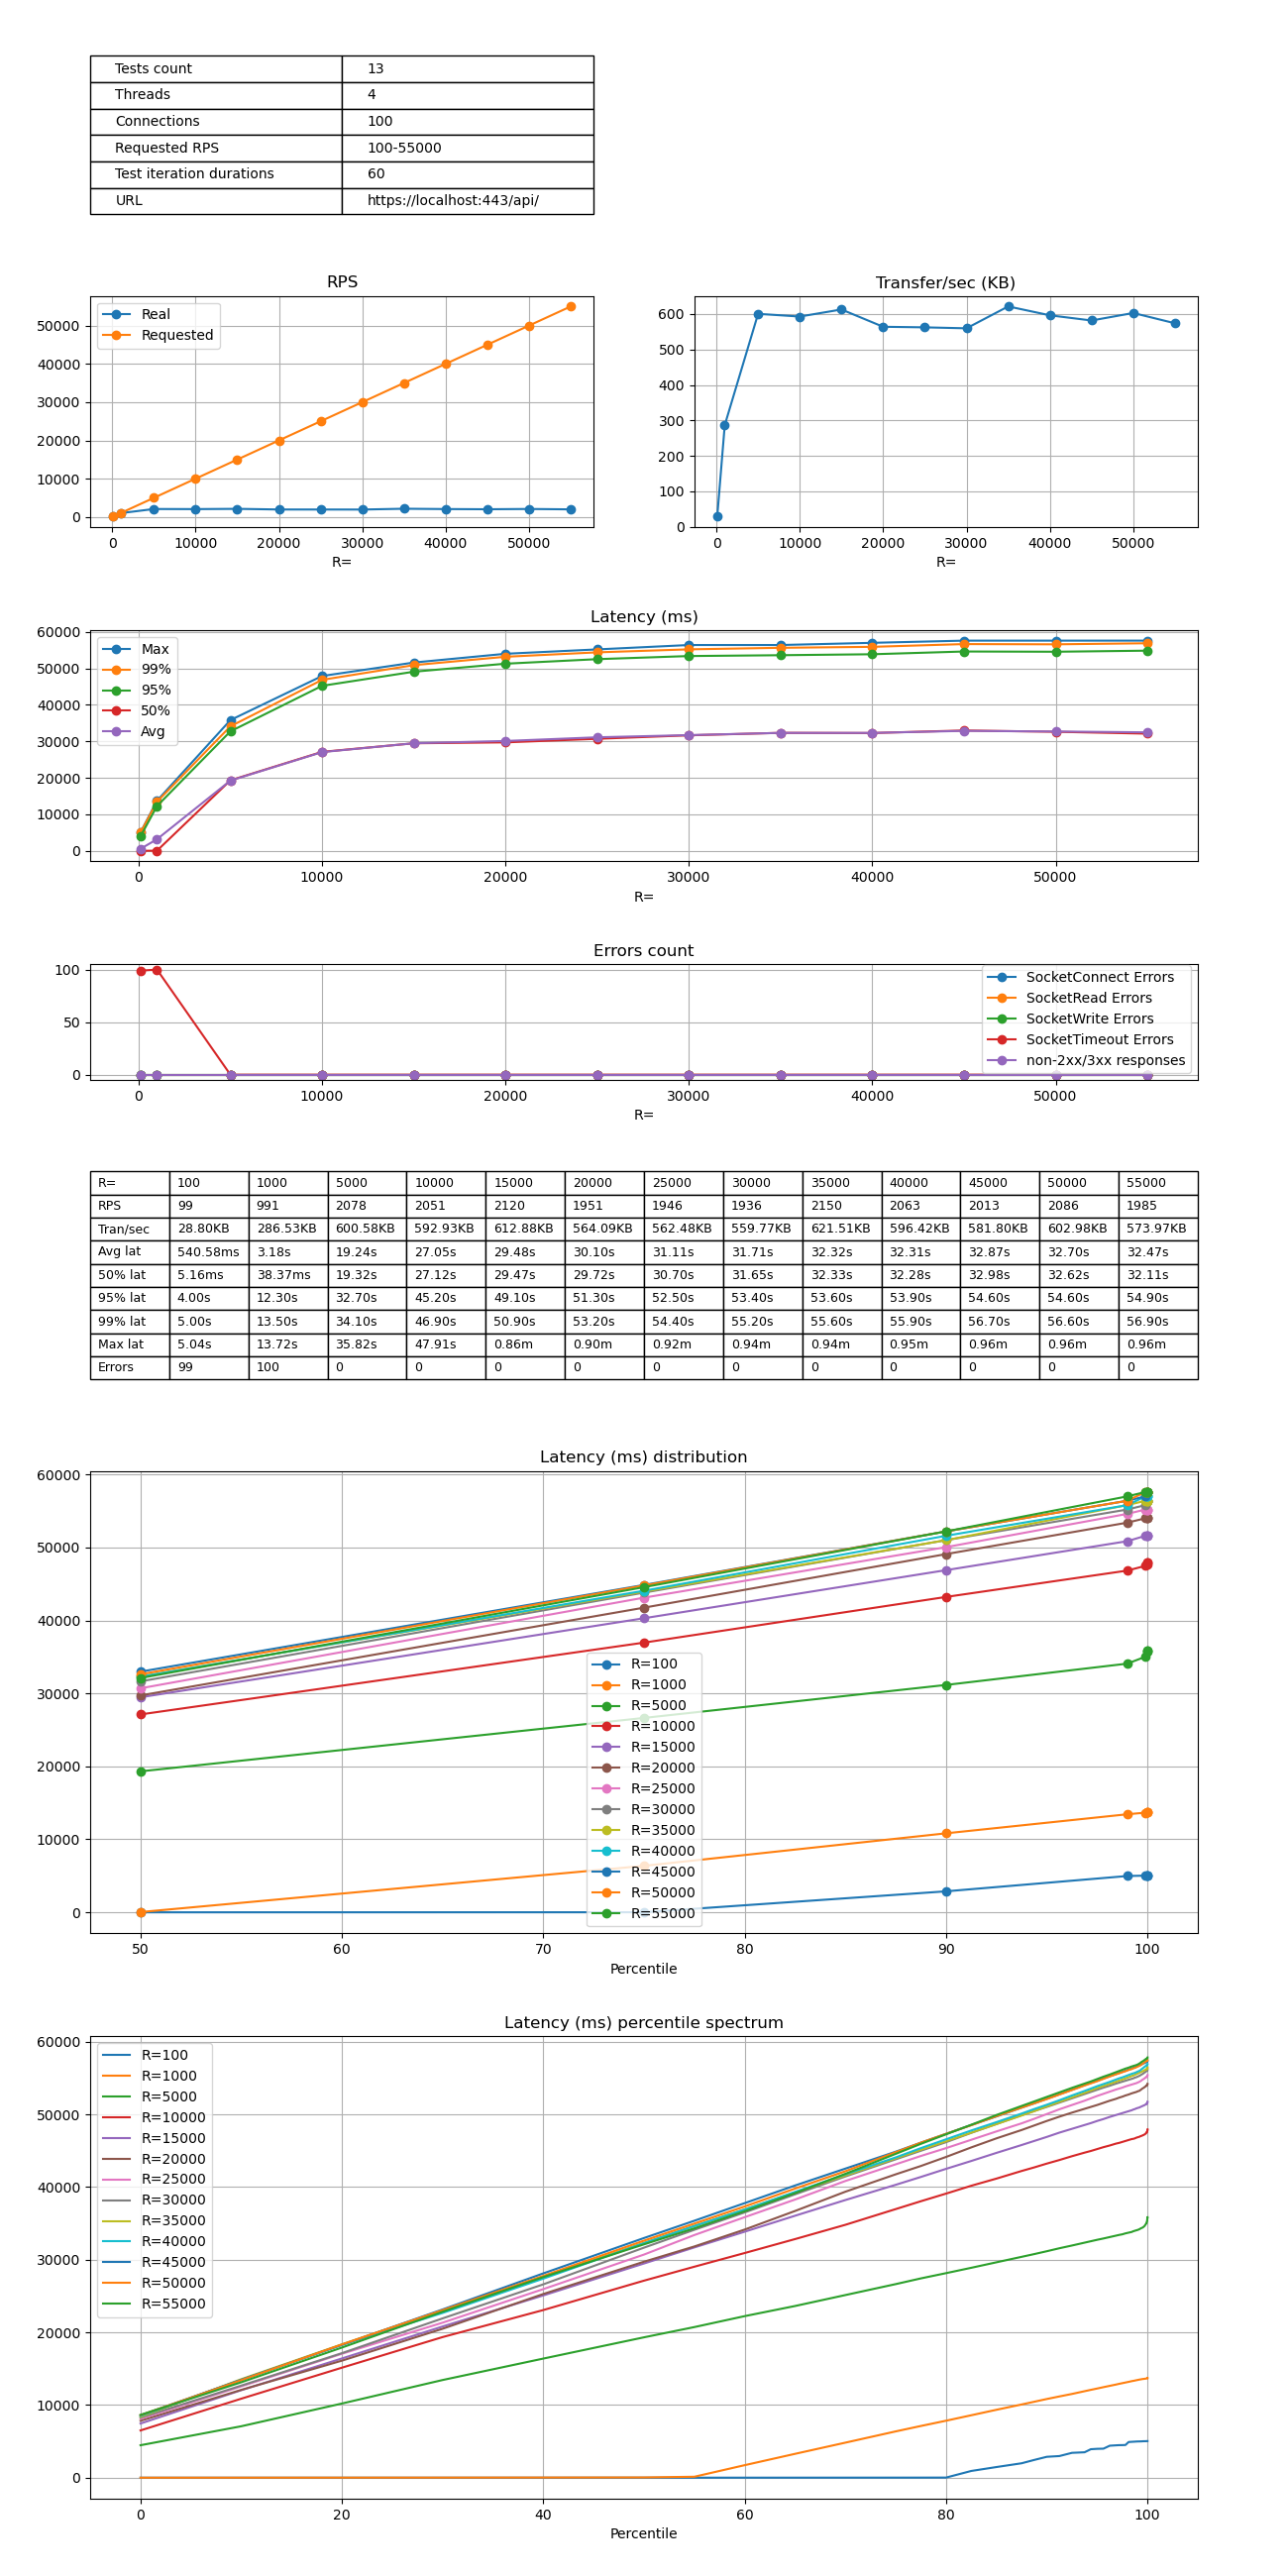 Tests count 13
Threads 4
Connections 100
Requested RPS 100-55000
Test iteration durations 60
URL https://localhost:443/api/
RPS
Real
Requested
50000
40000
30000
20000
10000
0
0 10000 20000 30000 40000 50000
R=
Transfer/sec (KB)
600
500
400
300
200
100
0
0 10000 20000 30000 40000 50000
R=
Latency (ms)
Max
99%
95%
50%
Avg
60000
50000
40000
30000
20000
10000
0
0 10000 20000 30000 40000 50000
R=
Errors count
100
50
0
SocketConnect Errors
SocketRead Errors
SocketWrite Errors
SocketTimeout Errors
non-2xx/3xx responses
0 10000 20000 30000 40000 50000
R=
R= 100 1000 5000 10000 15000 20000 25000 30000 35000 40000 45000 50000 55000
RPS 99 991 2078 2051 2120 1951 1946 1936 2150 2063 2013 2086 1985
Tran/sec 28.80KB 286.53KB 600.58KB 592.93KB 612.88KB 564.09KB 562.48KB 559.77KB 621.51KB 596.42KB 581.80KB 602.98KB 573.97KB
Avg lat 540.58ms 3.18s 19.24s 27.05s 29.48s 30.10s 31.11s 31.71s 32.32s 32.31s 32.87s 32.70s 32.47s
50% lat 5.16ms 38.37ms 19.32s 27.12s 29.47s 29.72s 30.70s 31.65s 32.33s 32.28s 32.98s 32.62s 32.11s
95% lat 4.00s 12.30s 32.70s 45.20s 49.10s 51.30s 52.50s 53.40s 53.60s 53.90s 54.60s 54.60s 54.90s
99% lat 5.00s 13.50s 34.10s 46.90s 50.90s 53.20s 54.40s 55.20s 55.60s 55.90s 56.70s 56.60s 56.90s
Max lat 5.04s 13.72s 35.82s 47.91s 0.86m 0.90m 0.92m 0.94m 0.94m 0.95m 0.96m 0.96m 0.96m
Errors 99 100 0 0 0 0 0 0 0 0 0 0 0
Latency (ms) distribution
60000
50000
40000
30000
20000
10000
0
R=100
R=1000
R=5000
R=10000
R=15000
R=20000
R=25000
R=30000
R=35000
R=40000
R=45000
R=50000
R=55000
50 60 70 80 90 100
Percentile
Latency (ms) percentile spectrum
60000
50000
40000
30000
20000
10000
0
R=100
R=1000
R=5000
R=10000
R=15000
R=20000
R=25000
R=30000
R=35000
R=40000
R=45000
R=50000
R=55000
0 20 40 60 80 100
Percentile